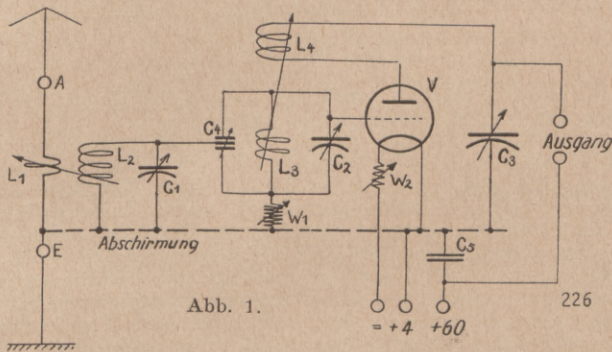 A
L₁
L₂
C₁
C₄
L₃
L₄
C₂
W₁
V
W₂
C₃
Ausgang
E
Abschirmung
C₅
= +4 +60
Abb. 1.
226